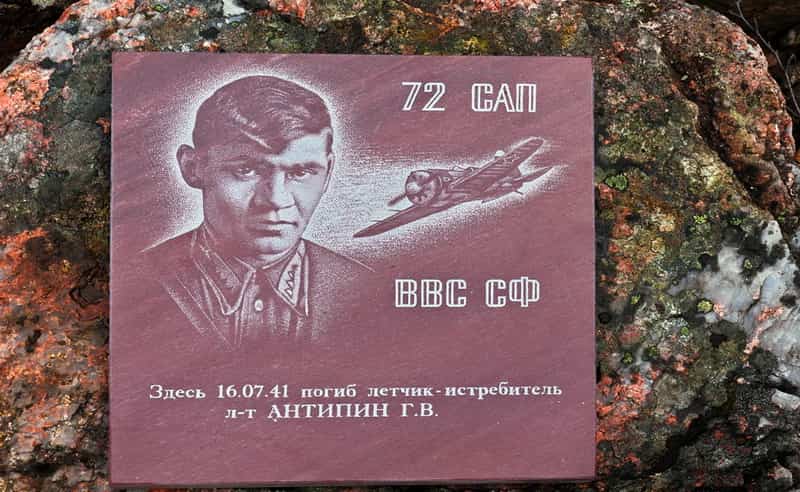 72 САП
ВВС СФ
Здесь 16.07.41 погиб летчик-истребитель
л-т АНТИПИН Г.В.